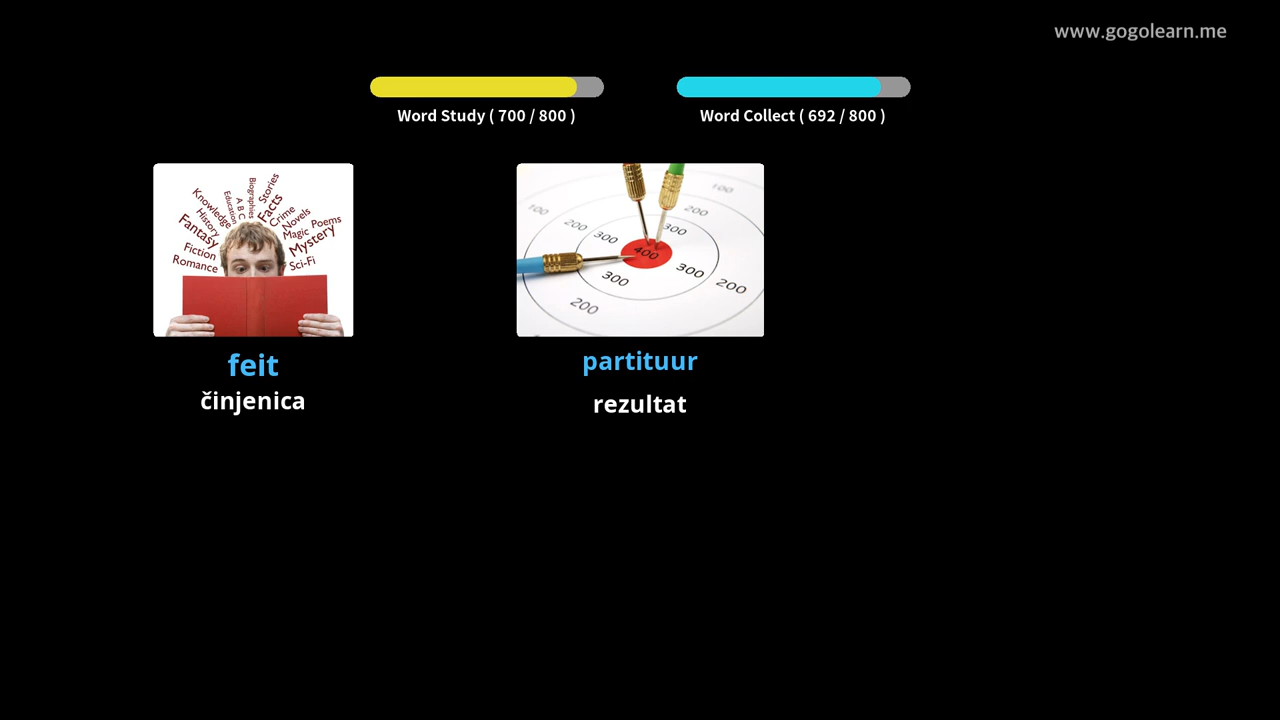 www.gogolearn.me
Word Study ( 700 / 800 )
Word Collect ( 692 / 800 )
Knowledge
History
Education
A B C
Biographies
Stories
Facts
Crime
Novels
Magic
Poems
Fantasy
Mystery
Fiction
Sci-Fi
Romance
100
100
200
200
300
300
400
300
300
200
200
feit
činjenica
partituur
rezultat